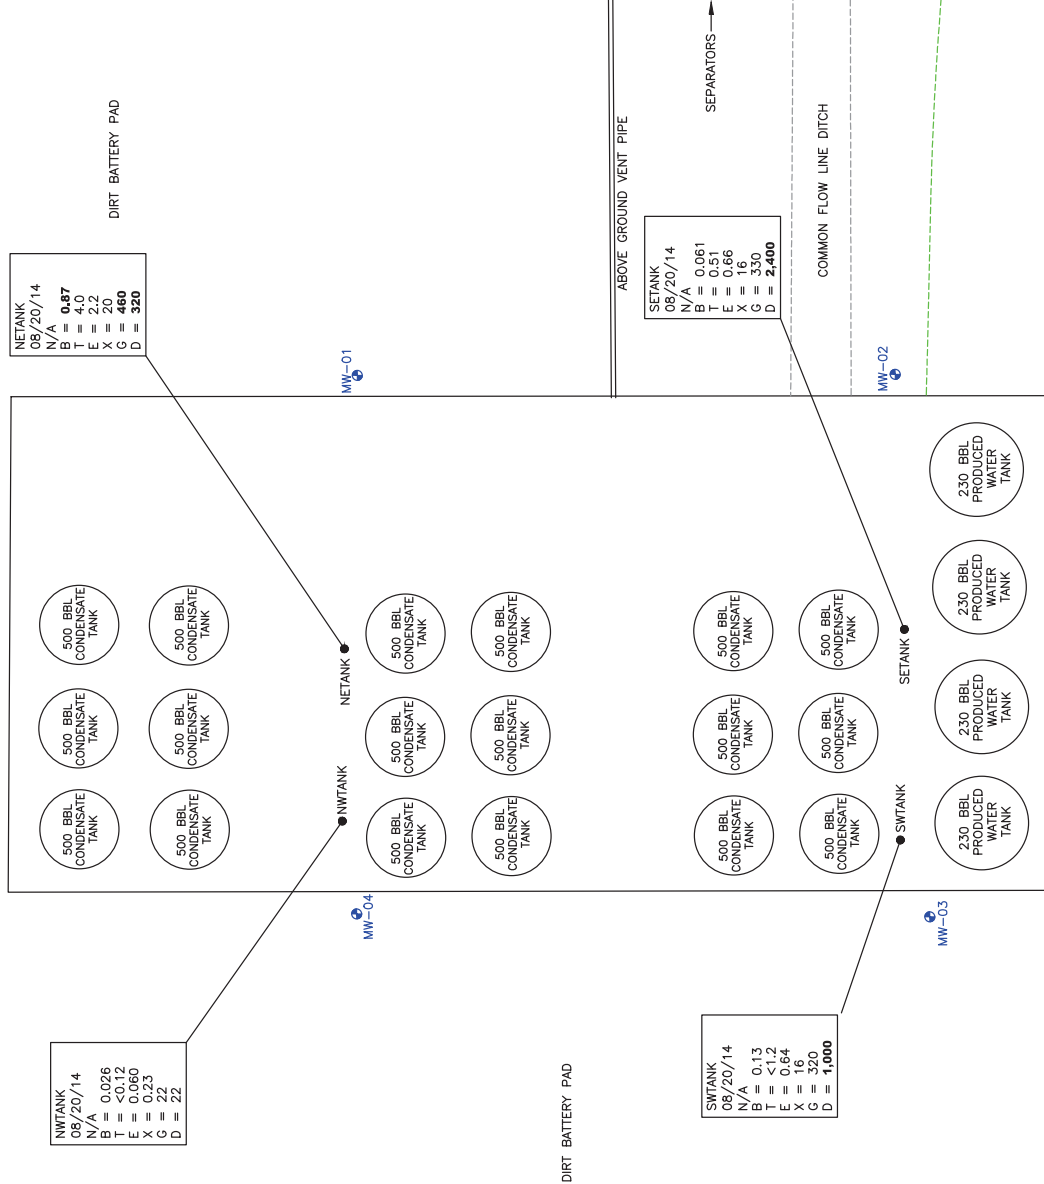 DIRT BATTERY PAD
NETANK
08/20/14
N/A
B = 0.87
T = 4.0
E = 2.2
X = 20
G = 460
D = 320
MW-01
ABOVE GROUND VENT PIPE
SEPARATORS
SETANK
08/20/14
N/A
B = 0.061
T = 0.51
E = 0.66
X = 16
G = 330
D = 2,400
COMMON FLOW LINE DITCH
MW-02
500 BBL
CONDENSATE
TANK
500 BBL
CONDENSATE
TANK
500 BBL
CONDENSATE
TANK
500 BBL
CONDENSATE
TANK
500 BBL
CONDENSATE
TANK
500 BBL
CONDENSATE
TANK
NETANK
NWTANK
500 BBL
CONDENSATE
TANK
500 BBL
CONDENSATE
TANK
500 BBL
CONDENSATE
TANK
500 BBL
CONDENSATE
TANK
500 BBL
CONDENSATE
TANK
500 BBL
CONDENSATE
TANK
500 BBL
CONDENSATE
TANK
500 BBL
CONDENSATE
TANK
500 BBL
CONDENSATE
TANK
500 BBL
CONDENSATE
TANK
500 BBL
CONDENSATE
TANK
500 BBL
CONDENSATE
TANK
SETANK
SWTANK
230 BBL
PRODUCED
WATER
TANK
230 BBL
PRODUCED
WATER
TANK
230 BBL
PRODUCED
WATER
TANK
230 BBL
PRODUCED
WATER
TANK
MW-04
MW-03
NWTANK
08/20/14
N/A
B = 0.026
T = <0.12
E = 0.060
X = 0.23
G = 22
D = 22
SWTANK
08/20/14
N/A
B = 0.13
T = <1.2
E = 0.64
X = 16
G = 320
D = 1,000
DIRT BATTERY PAD